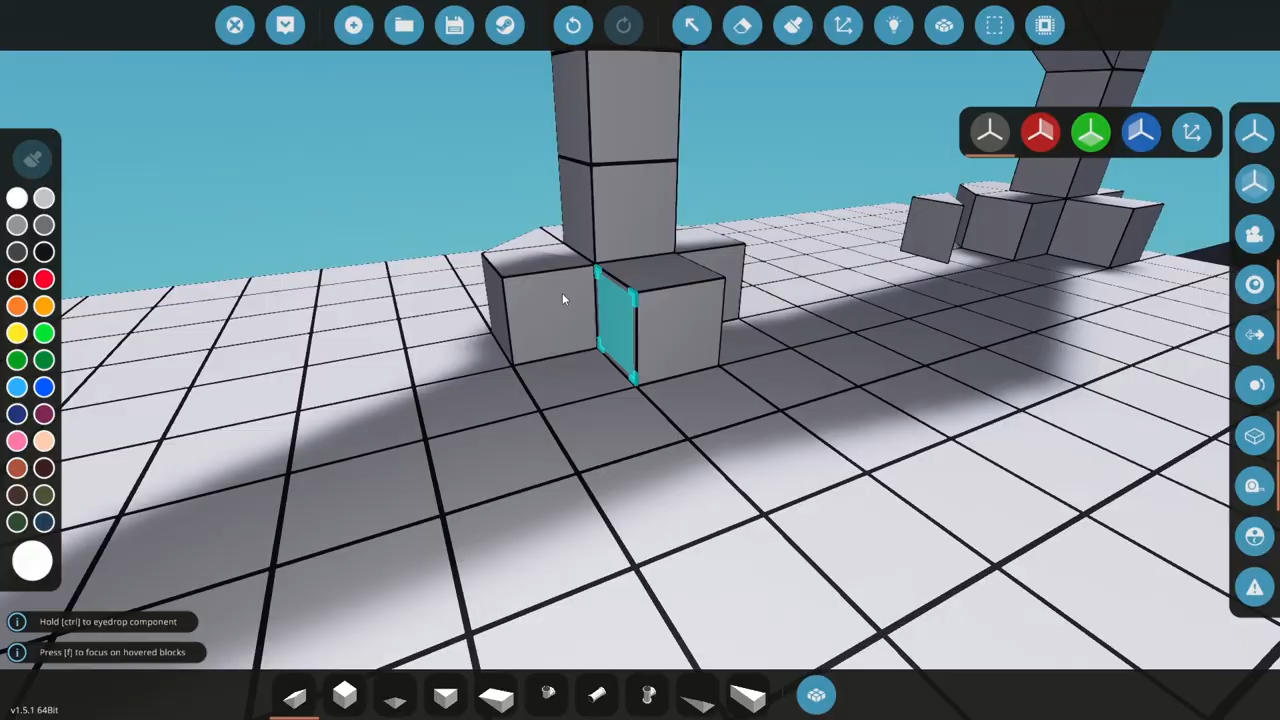 Hold [ctrl] to eyedrop component
Press [f] to focus on hovered blocks
v1.5.1 64Bit